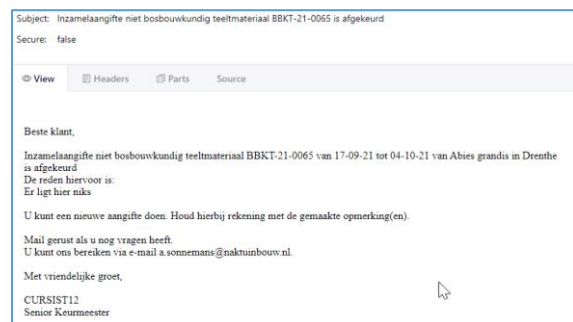 Subject: Inzamelaangifte niet bosbouwkundig teeltmateriaal BBKT-21-0065 is afgekeurd
Secure: false
View Headers Parts Source
Beste klant,
Inzamelaangifte niet bosbouwkundig teeltmateriaal BBKT-21-0065 van 17-09-21 tot 04-10-21 van Abies grandis in Drenthe
is afgekeurd
De reden hiervoor is:
Er ligt hier niks
U kunt een nieuwe aangifte doen. Houd hierbij rekening met de gemaakte opmerking(en).
Mail gerust als u nog vragen heeft.
U kunt ons bereiken via e-mail a.sonnemans@naktuinbouw.nl.
Met vriendelijke groet,
CURSIST12
Senior Keurmeester